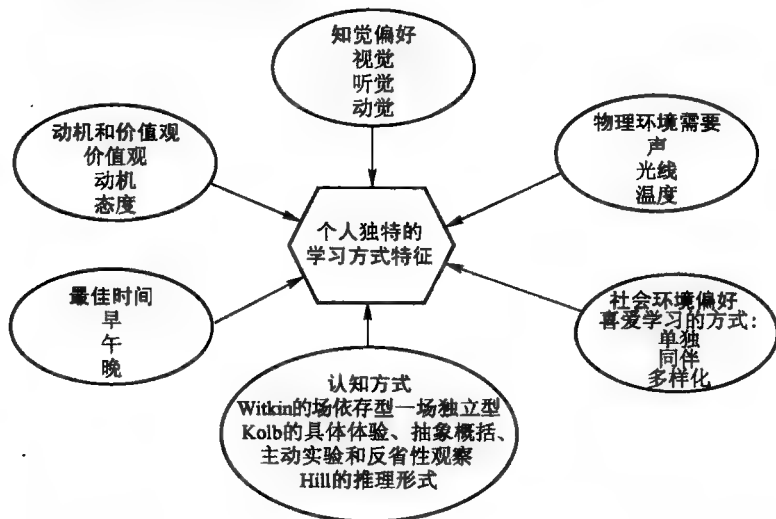 知觉偏好
视觉
听觉
动觉
动机和价值观
价值观
动机
态度
物理环境需要
声
光线
温度
个人独特的
学习方式特征
最佳时间
早
午
晚
社会环境偏好
喜爱学习的方式：
单独
同伴
多样化
认知方式
Witkin的场依存型—场独立型
Kolb的具体体验、抽象概括、
主动实验和反省性观察
Hill的推理形式